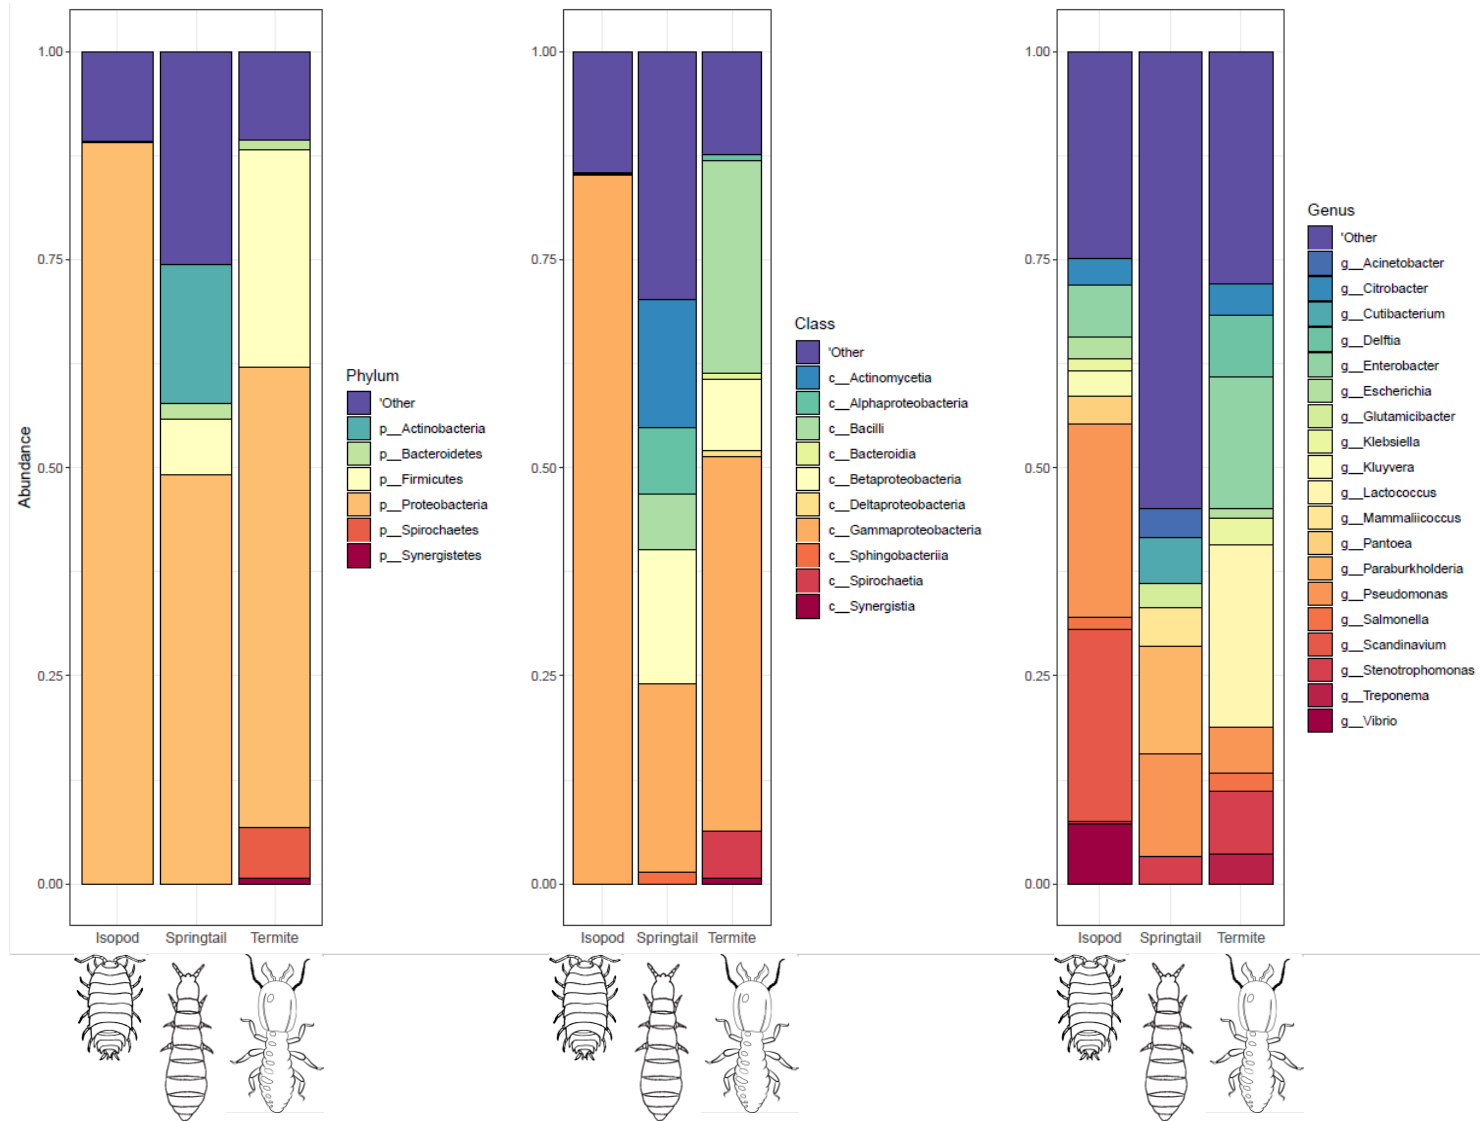 Abundance
1.00
0.75
0.50
0.25
0.00
Isopod Springtail Termite
Phylum
'Other
p__Actinobacteria
p__Bacteroidetes
p__Firmicutes
p__Proteobacteria
p__Spirochaetes
p__Synergistetes
1.00
0.75
0.50
0.25
0.00
Isopod Springtail Termite
Class
'Other
c__Actinomycetia
c__Alphaproteobacteria
c__Bacilli
c__Bacteroidia
c__Betaproteobacteria
c__Deltaproteobacteria
c__Gammaproteobacteria
c__Sphingobacteriia
c__Spirochaetia
c__Synergistia
1.00
0.75
0.50
0.25
0.00
Isopod Springtail Termite
Genus
'Other
g__Acinetobacter
g__Citrobacter
g__Cutibacterium
g__Delftia
g__Enterobacter
g__Escherichia
g__Glutamicibacter
g__Klebsiella
g__Kluyvera
g__Lactococcus
g__Mammaliicoccus
g__Pantoea
g__Paraburkholderia
g__Pseudomonas
g__Salmonella
g__Scandinavium
g__Stenotrophomonas
g__Treponema
g__Vibrio